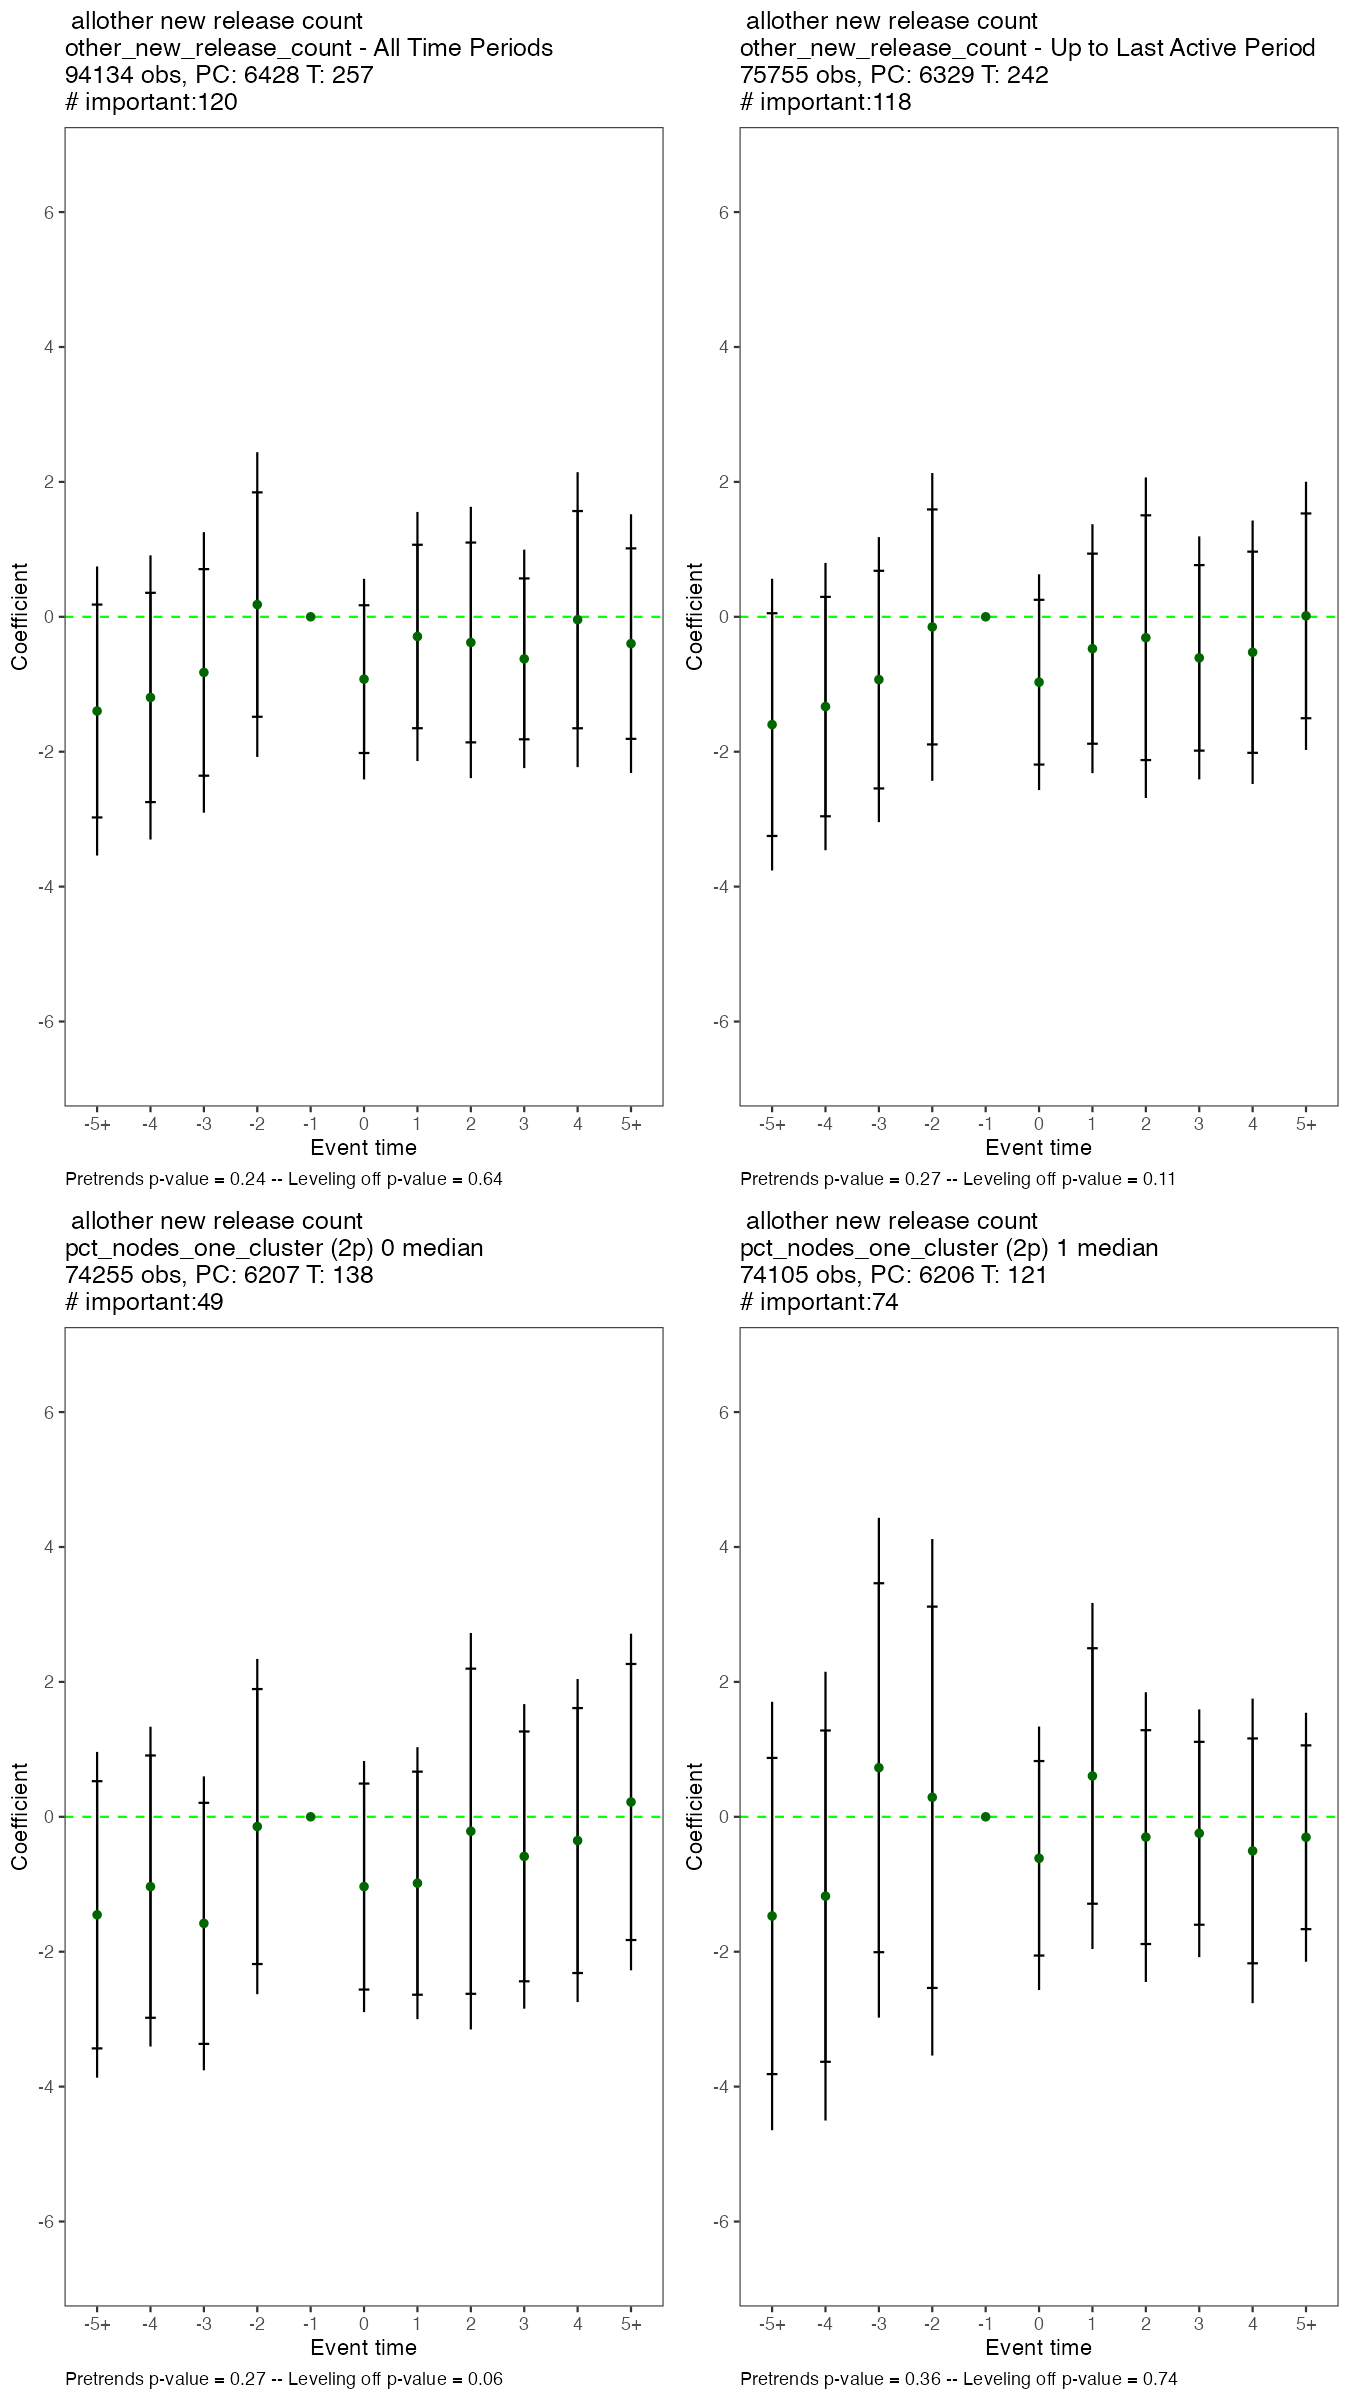 allother new release count
other_new_release_count - All Time Periods
94134 obs, PC: 6428 T: 257
# important:120
6
4
2
0
-2
-4
-6
Coefficient
-5+ -4 -3 -2 -1 0 1 2 3 4 5+
Event time
Pretrends p-value = 0.24 -- Leveling off p-value = 0.64
allother new release count
other_new_release_count - Up to Last Active Period
75755 obs, PC: 6329 T: 242
# important:118
6
4
2
0
-2
-4
-6
Coefficient
-5+ -4 -3 -2 -1 0 1 2 3 4 5+
Event time
Pretrends p-value = 0.27 -- Leveling off p-value = 0.11
allother new release count
pct_nodes_one_cluster (2p) 0 median
74255 obs, PC: 6207 T: 138
# important:49
6
4
2
0
-2
-4
-6
Coefficient
-5+ -4 -3 -2 -1 0 1 2 3 4 5+
Event time
Pretrends p-value = 0.27 -- Leveling off p-value = 0.06
allother new release count
pct_nodes_one_cluster (2p) 1 median
74105 obs, PC: 6206 T: 121
# important:74
6
4
2
0
-2
-4
-6
Coefficient
-5+ -4 -3 -2 -1 0 1 2 3 4 5+
Event time
Pretrends p-value = 0.36 -- Leveling off p-value = 0.74